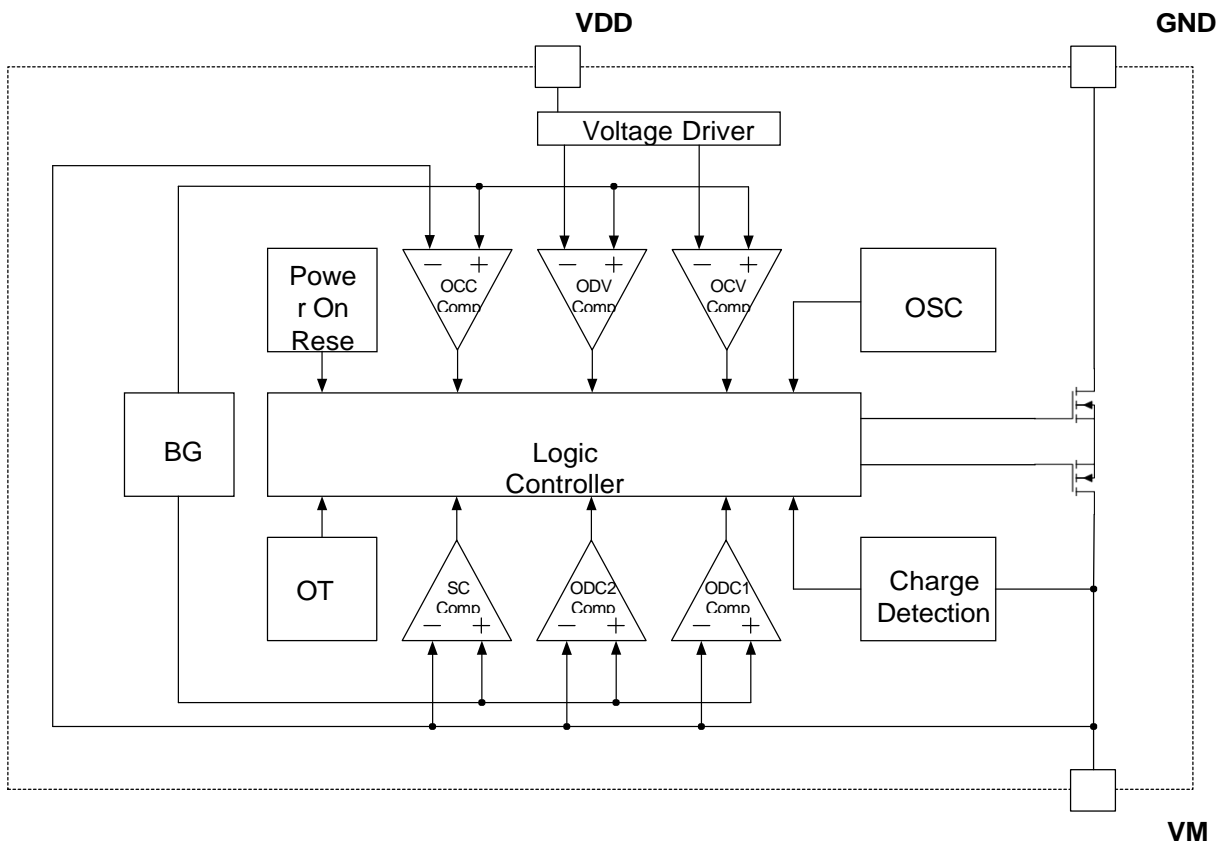 VDD
GND
Voltage Driver
Powe
r On
Rese
− +
OCC
Comp
− +
ODV
Comp
− +
OCV
Comp
OSC
BG
Logic
Controller
OT
SC
Comp
− +
ODC2
Comp
− +
ODC1
Comp
− +
Charge
Detection
VM